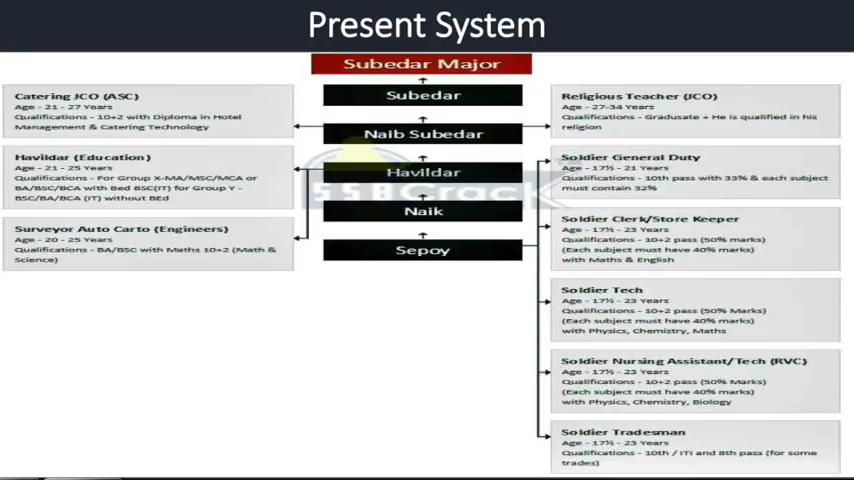 Present System
Subedar Major
Subedar
Naib Subedar
Havildar
Naik
Sepoy
SSBCrack
Catering JCO (ASC)
Age - 21 - 27 Years
Qualifications - 10+2 with Diploma in Hotel
Management & Catering Technology
Havildar (Education)
Age - 21 - 25 Years
Qualifications - For Group X-MA/MSC/MCA or
BA/BSC/BCA with Bed BSC(IT) for Group Y -
BSC/BA/BCA (IT) without BEd
Surveyor Auto Carto (Engineers)
Age - 20 - 25 Years
Qualifications - BA/BSC with Maths 10+2 (Math &
Science)
Religious Teacher (JCO)
Age - 27-34 Years
Qualifications - Gradusate + He is qualified in his
religion
Soldier General Duty
Age - 17½ - 21 Years
Qualifications - 10th pass with 33% & each subject
must contain 32%
Soldier Clerk/Store Keeper
Age - 17½ - 23 Years
Qualifications - 10+2 pass (50% marks)
(Each subject must have 40% marks)
with Maths & English
Soldier Tech
Age - 17½ - 23 Years
Qualifications - 10+2 pass (50% Marks)
(Each subject must have 40% marks)
with Physics, Chemistry, Maths
Soldier Nursing Assistant/Tech (RVC)
Age - 17½ - 23 Years
Qualifications - 10+2 pass (50% Marks)
(Each subject must have 40% marks)
with Physics, Chemistry, Biology
Soldier Tradesman
Age - 17½ - 23 Years
Qualifications - 10th / ITI and 8th pass (for some
trades)